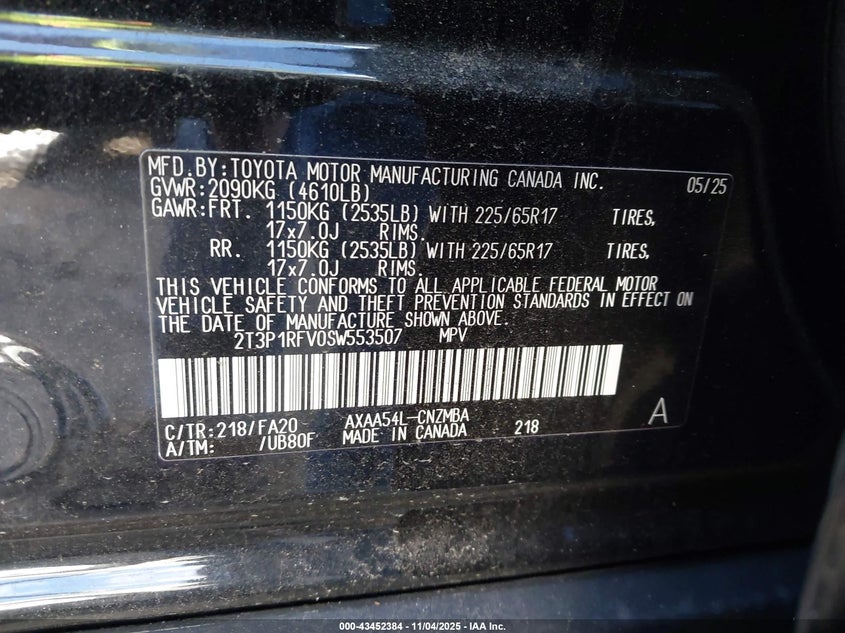 MFD.BY:TOYOTA MOTOR MANUFACTURING CANADA INC. 05/25
GVWR:2090KG (4610LB)
GAWR:FRT. 1150KG (2535LB) WITH 225/65R17 TIRES,
17x7.0J RIMS.
RR. 1150KG (2535LB) WITH 225/65R17 TIRES,
17x7.0J RIMS.
THIS VEHICLE CONFORMS TO ALL APPLICABLE FEDERAL MOTOR
VEHICLE SAFETY AND THEFT PREVENTION STANDARDS IN EFFECT ON
THE DATE OF MANUFACTURE SHOWN ABOVE.
2T3P1RFV0SW553507 MPV
C/TR:218/FA20 AXAA54L-CNZMBA A
A/TM: /UB80F MADE IN CANADA 218
000-43452384 - 11/04/2025 - IAA Inc.